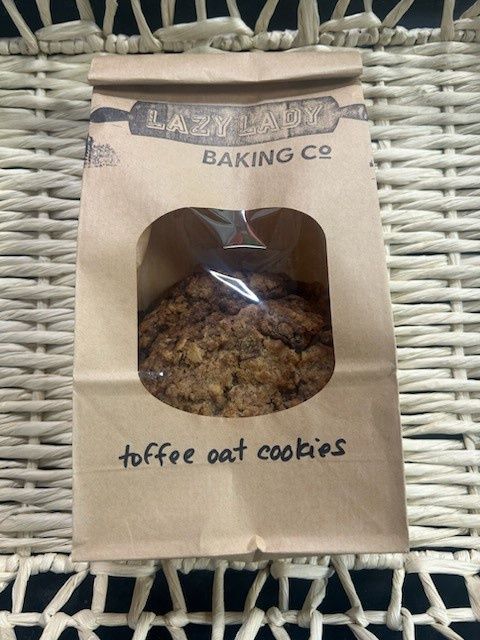 LAZY LADY
BAKING Co
toffee oat cookies